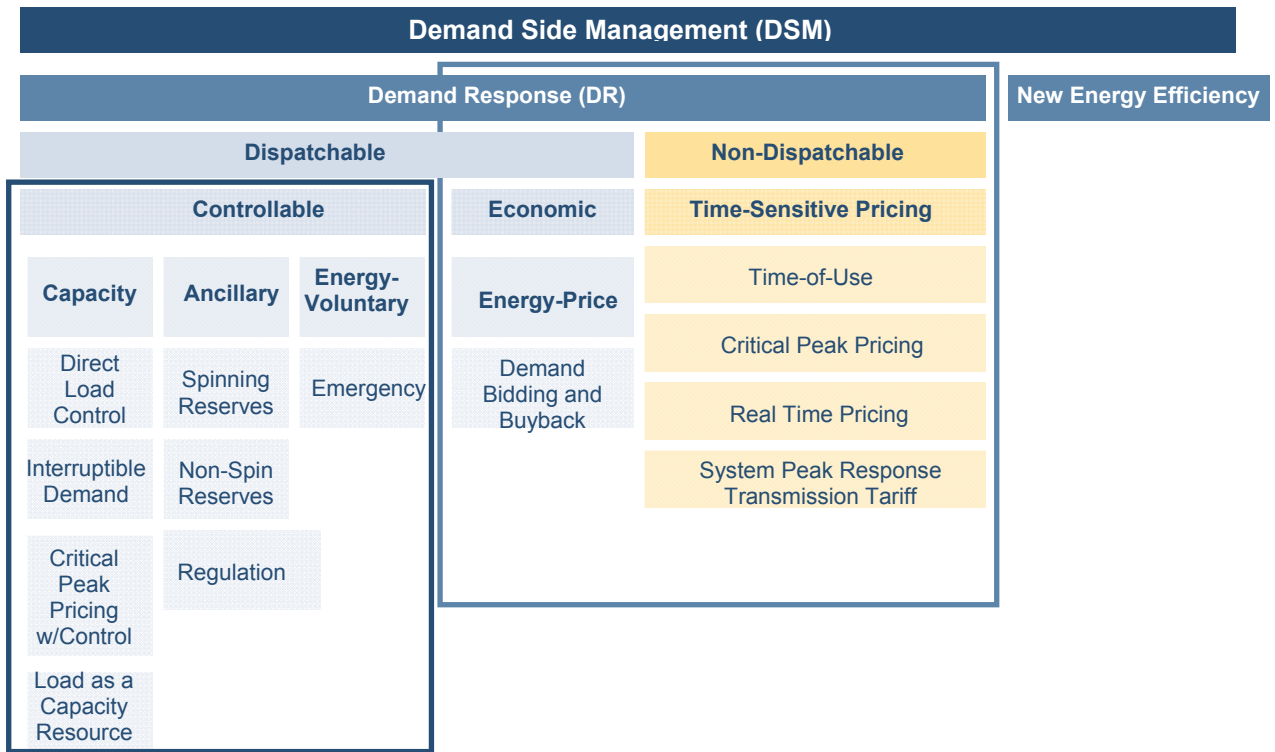 Demand Side Management (DSM)
Demand Response (DR)
New Energy Efficiency
Dispatchable
Non-Dispatchable
Controllable
Economic
Time-Sensitive Pricing
Capacity
Ancillary
Energy-
Voluntary
Energy-Price
Time-of-Use
Critical Peak Pricing
Real Time Pricing
System Peak Response
Transmission Tariff
Direct
Load
Control
Spinning
Reserves
Emergency
Demand
Bidding and
Buyback
Interruptible
Demand
Non-Spin
Reserves
Critical
Peak
Pricing
w/Control
Regulation
Load as a
Capacity
Resource